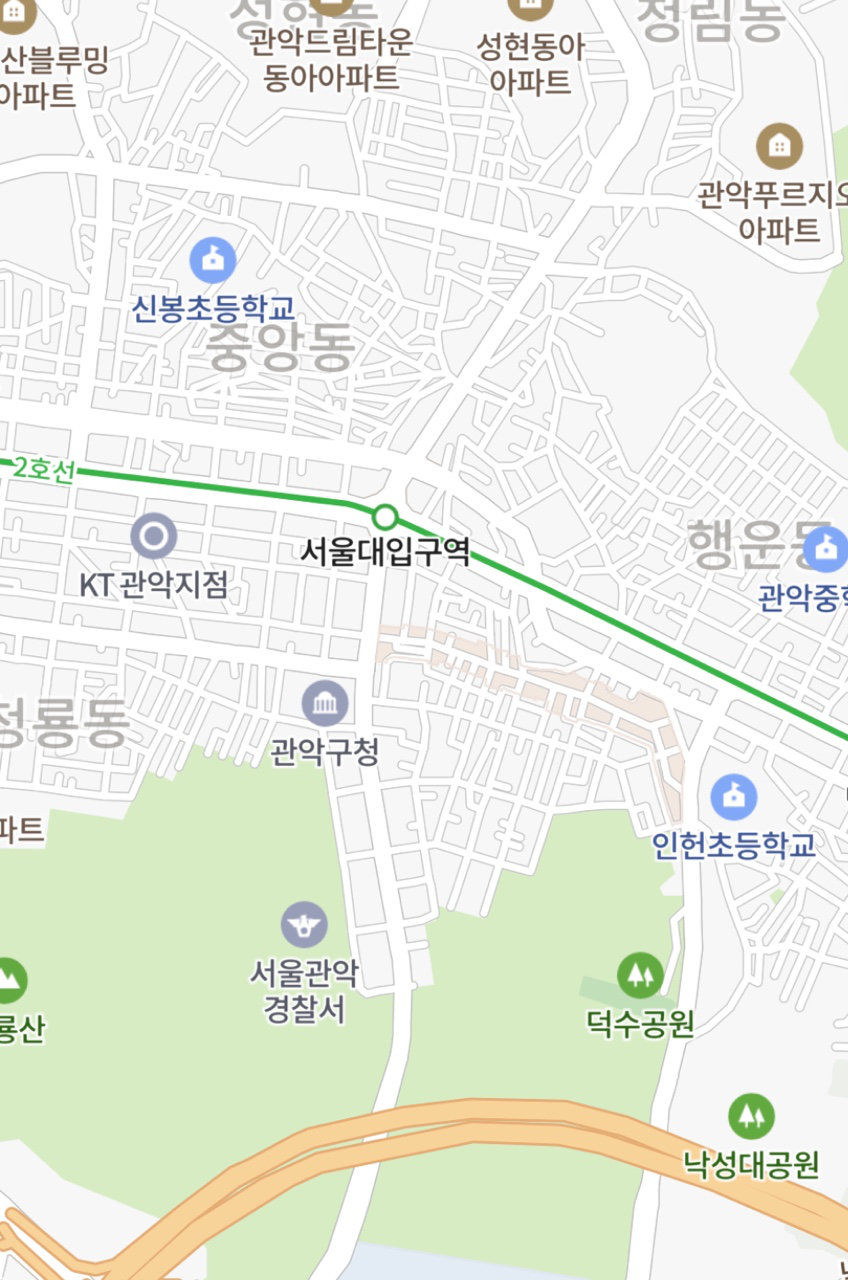 성현동
청림동
관악드림타운
동아아파트
성현동아
아파트
산블루밍
아파트
관악푸르지오
아파트
신봉초등학교
중앙동
2호선
서울대입구역
KT 관악지점
행운동
관악중학
청룡동
관악구청
인헌초등학교
파트
서울관악
경찰서
룡산
덕수공원
낙성대공원